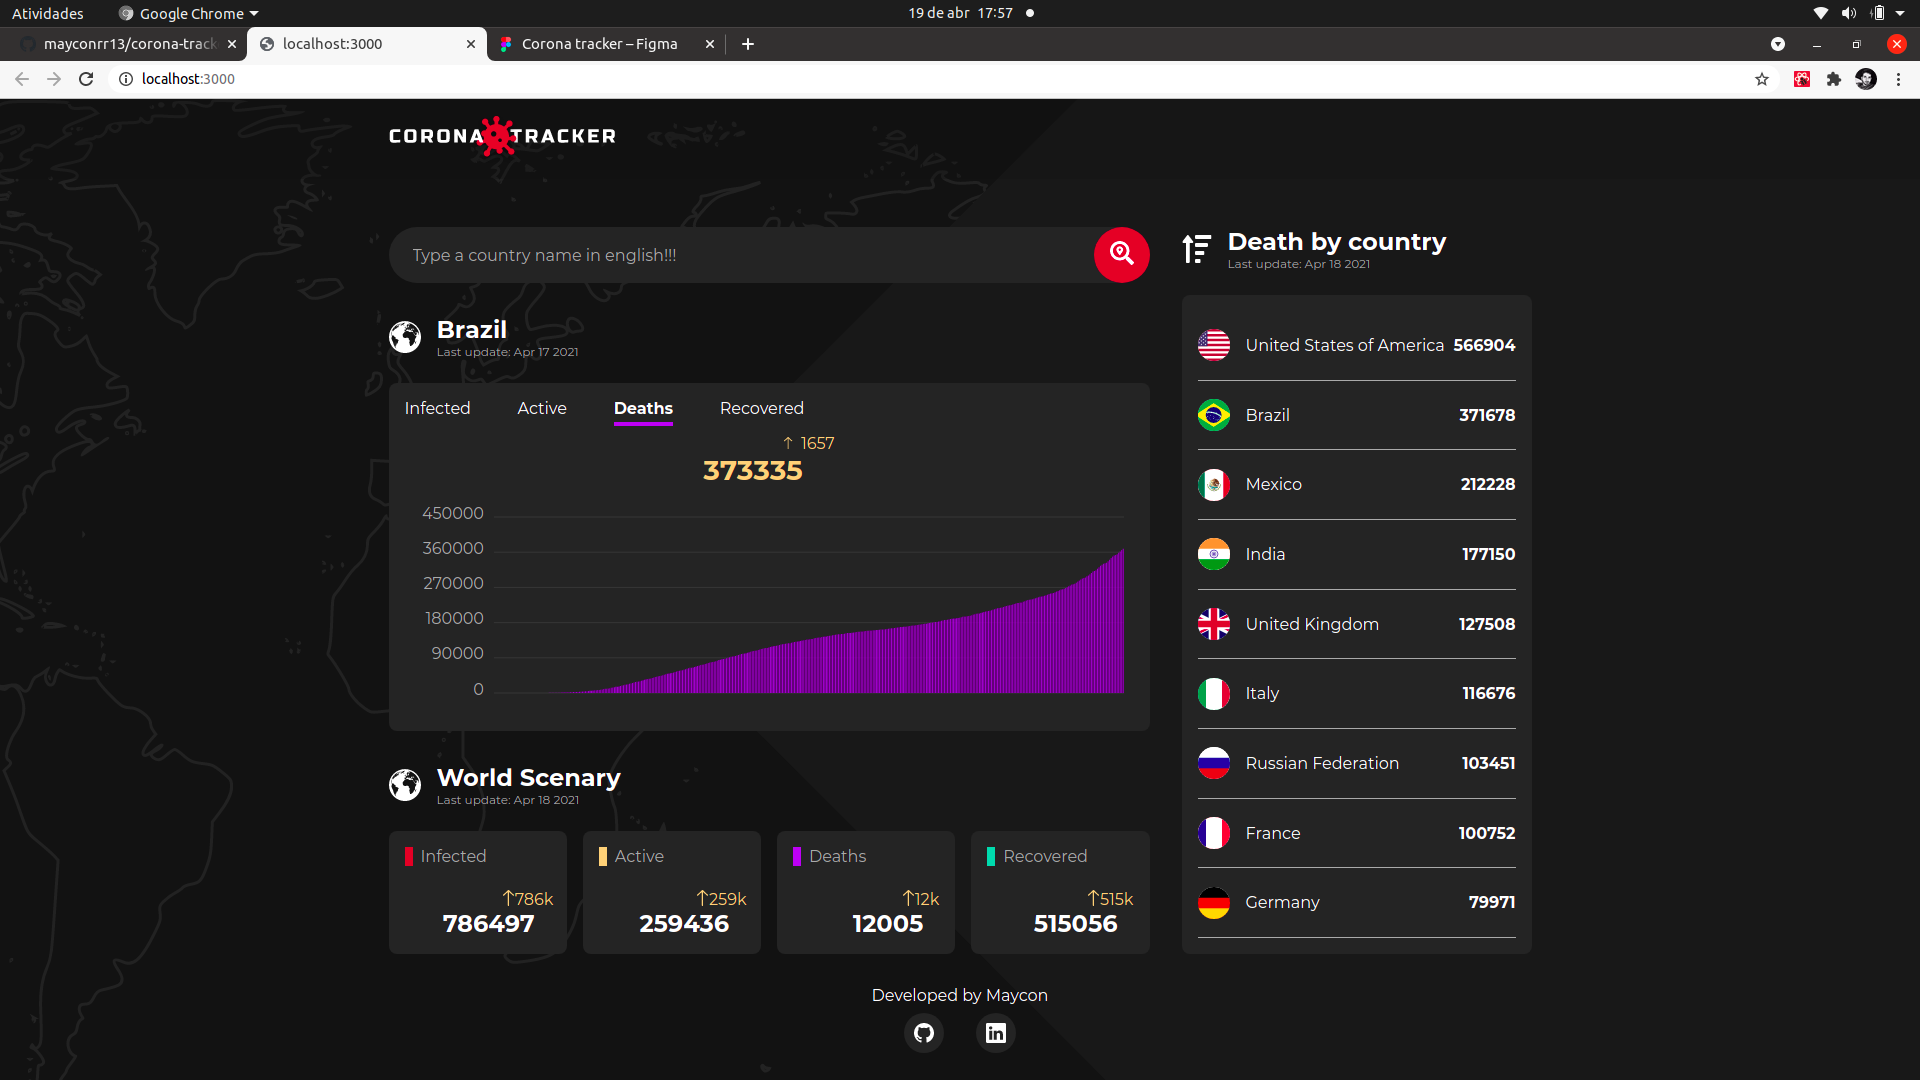 Atividades
Google Chrome
19 de abr 17:57
mayconrr13/corona-track
localhost:3000
Corona tracker – Figma
localhost:3000
CORONA TRACKER
Type a country name in english!!!
Brazil
Last update: Apr 17 2021
Infected
Active
Deaths
Recovered
↑ 1657
373335
450000
360000
270000
180000
90000
0
World Scenary
Last update: Apr 18 2021
Infected
↑786k
786497
Active
↑259k
259436
Deaths
↑12k
12005
Recovered
↑515k
515056
Death by country
Last update: Apr 18 2021
United States of America 566904
Brazil 371678
Mexico 212228
India 177150
United Kingdom 127508
Italy 116676
Russian Federation 103451
France 100752
Germany 79971
Developed by Maycon
in